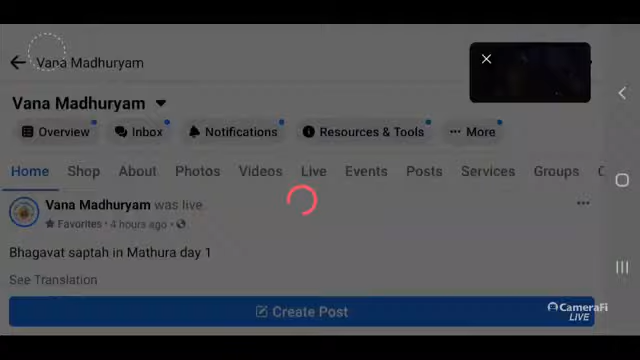 Vana Madhuryam
Vana Madhuryam
Overview Inbox Notifications Resources & Tools ••• More
Home Shop About Photos Videos Live Events Posts Services Groups C
Vana Madhuryam was live.
Favorites • 4 hours ago •
Bhagavat saptah in Mathura day 1
See Translation
Create Post
CameraFi
LIVE